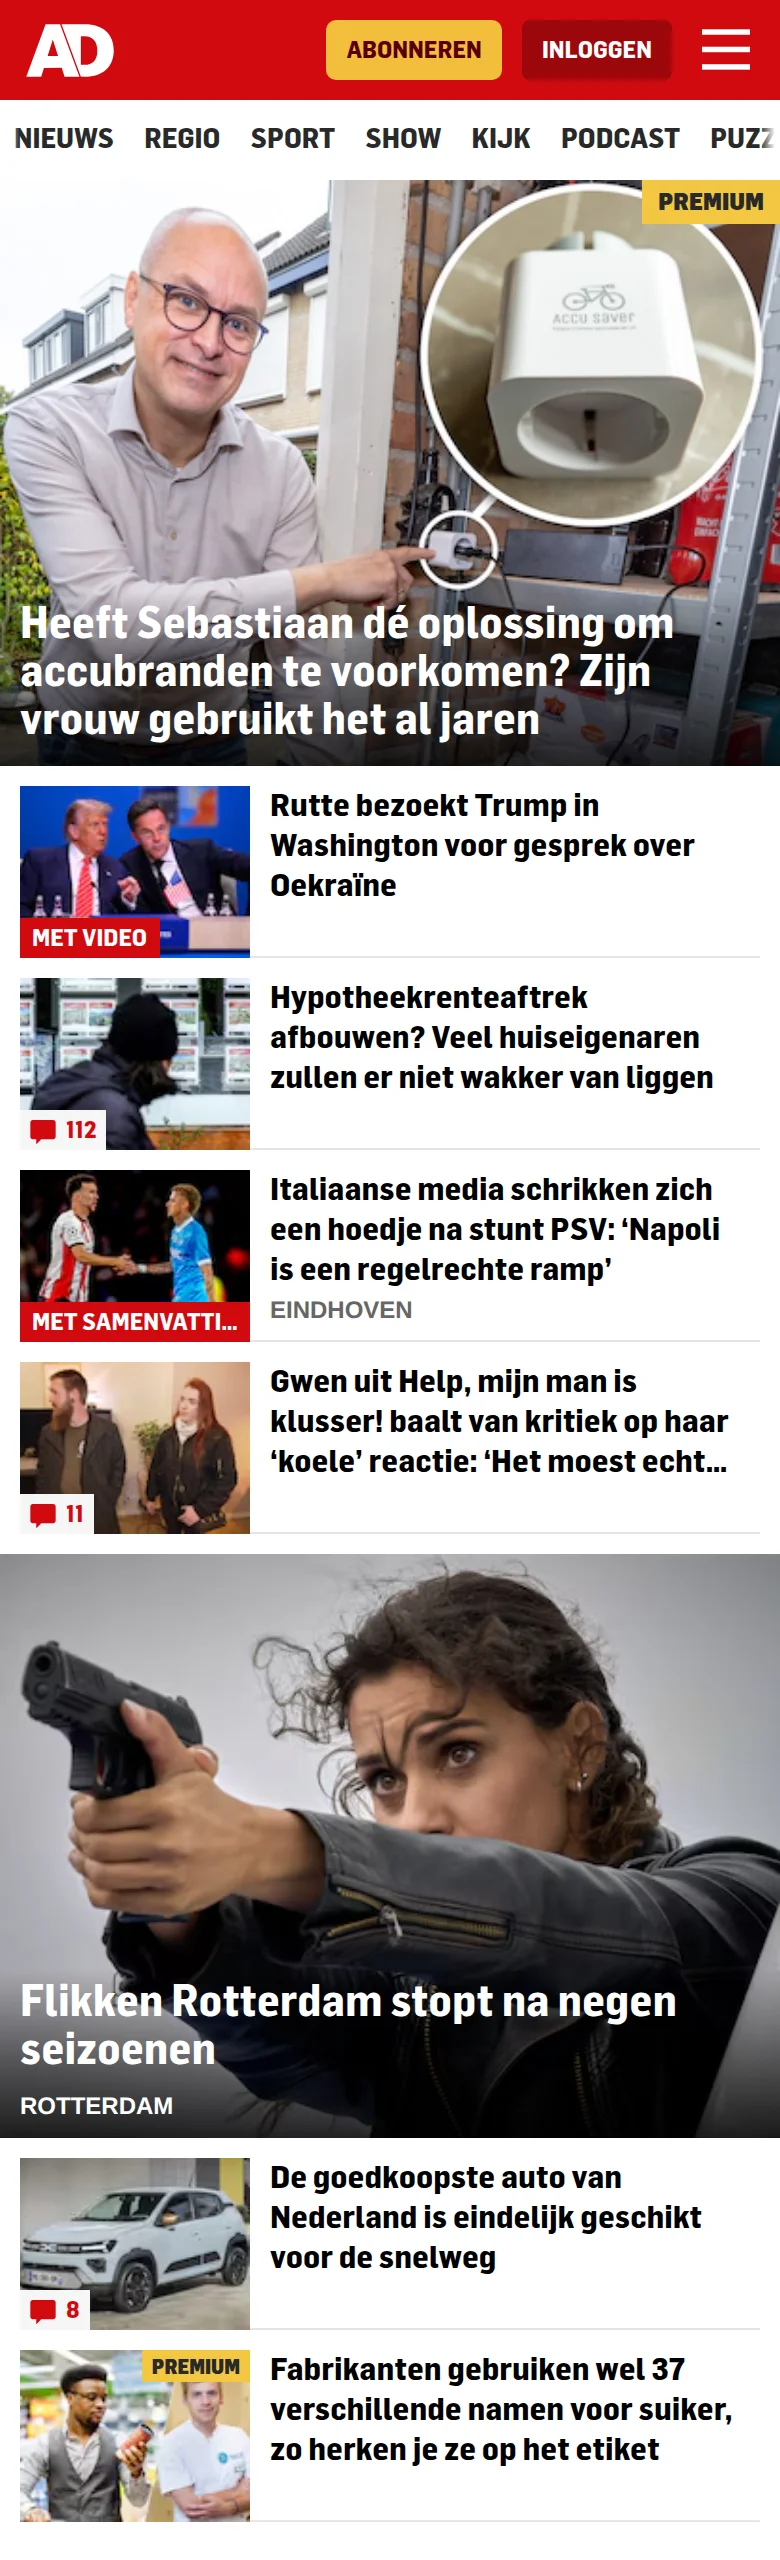 AD
ABONNEREN
INLOGGEN
NIEUWS REGIO SPORT SHOW KIJK PODCAST PUZZ
PREMIUM
ACCU saver
Heeft Sebastiaan dé oplossing om
accubranden te voorkomen? Zijn
vrouw gebruikt het al jaren
Rutte bezoekt Trump in
Washington voor gesprek over
Oekraïne
MET VIDEO
Hypotheekrenteaftrek
afbouwen? Veel huiseigenaren
zullen er niet wakker van liggen
112
Italiaanse media schrikken zich
een hoedje na stunt PSV: ‘Napoli
is een regelrechte ramp’
EINDHOVEN
MET SAMENVATTI...
Gwen uit Help, mijn man is
klusser! baalt van kritiek op haar
‘koele’ reactie: ‘Het moest echt...
11
Flikken Rotterdam stopt na negen
seizoenen
ROTTERDAM
De goedkoopste auto van
Nederland is eindelijk geschikt
voor de snelweg
8
PREMIUM
Fabrikanten gebruiken wel 37
verschillende namen voor suiker,
zo herken je ze op het etiket